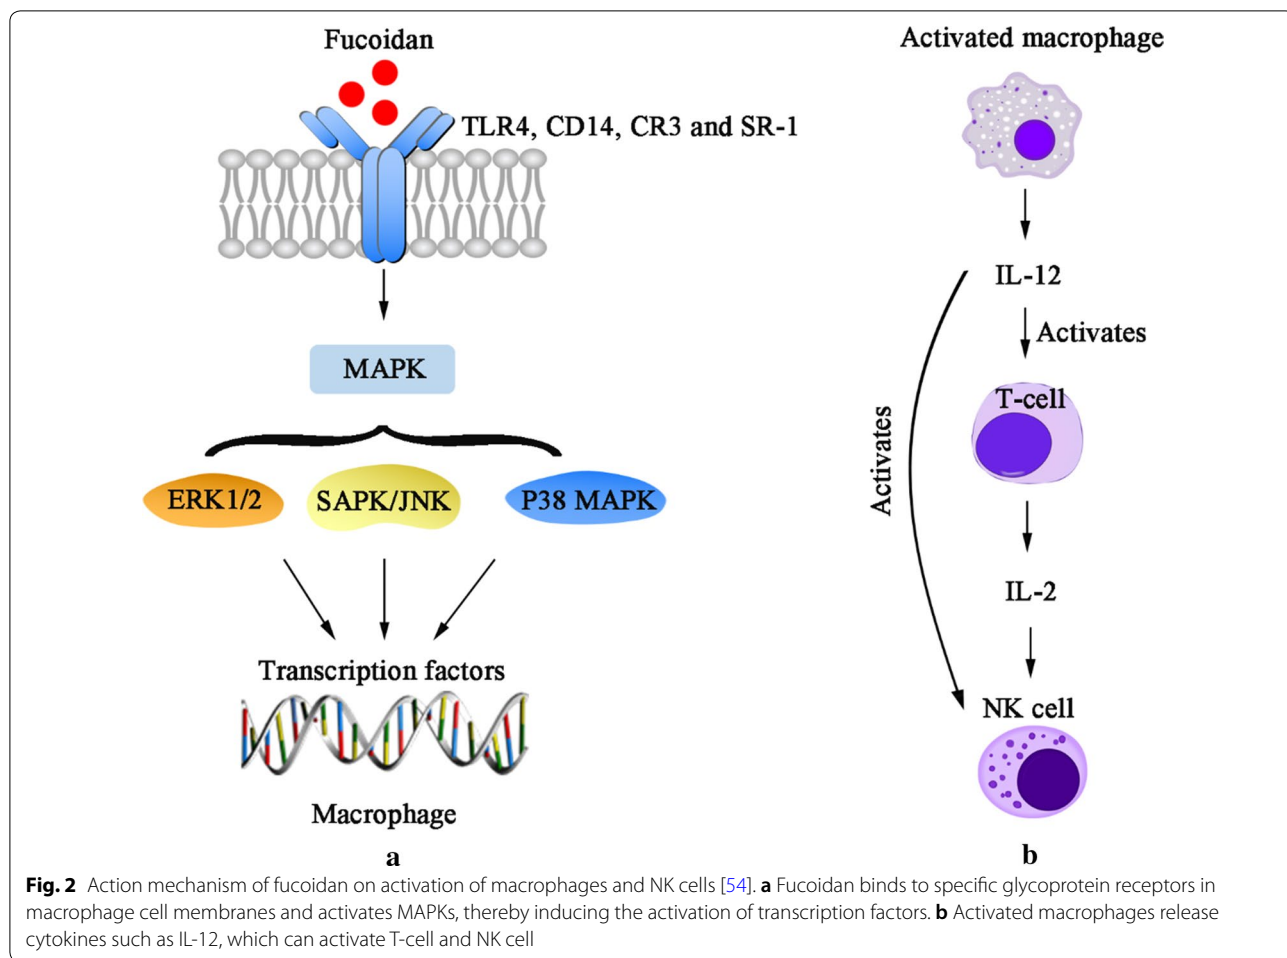 Fucoidan
TLR4, CD14, CR3 and SR-1
MAPK
ERK1/2
SAPK/JNK
P38 MAPK
Transcription factors
Macrophage
a
Activated macrophage
IL-12
Activates
Activates
T-cell
IL-2
NK cell
b
Fig. 2 Action mechanism of fucoidan on activation of macrophages and NK cells [54]. a Fucoidan binds to specific glycoprotein receptors in
macrophage cell membranes and activates MAPKs, thereby inducing the activation of transcription factors. b Activated macrophages release
cytokines such as IL-12, which can activate T-cell and NK cell